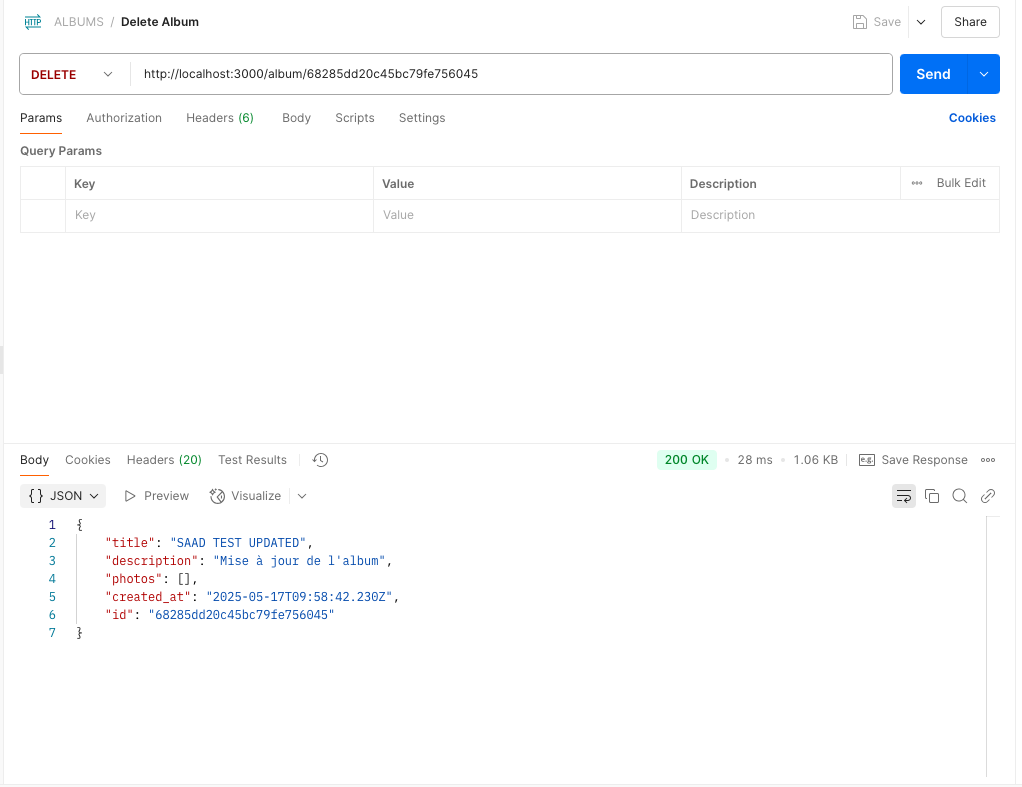 HTTP ALBUMS / Delete Album Save Share
DELETE http://localhost:3000/album/68285dd20c45bc79fe756045 Send
Params Authorization Headers (6) Body Scripts Settings Cookies
Query Params
Key Value Description ••• Bulk Edit
Key Value Description
Body Cookies Headers (20) Test Results 200 OK • 28 ms • 1.06 KB e.g. Save Response •••
{} JSON Preview Visualize
1 {
2 "title": "SAAD TEST UPDATED",
3 "description": "Mise à jour de l'album",
4 "photos": [],
5 "created_at": "2025-05-17T09:58:42.230Z",
6 "id": "68285dd20c45bc79fe756045"
7 }